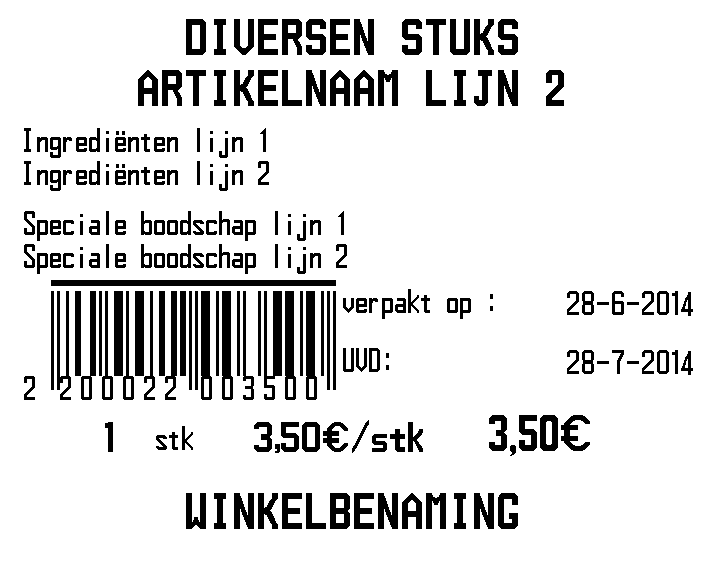 DIVERSEN STUKS
ARTIKELNAAM LIJN 2
Ingrediënten lijn 1
Ingrediënten lijn 2
Speciale boodschap lijn 1
Speciale boodschap lijn 2
verpakt op : 28-6-2014
UVD: 28-7-2014
2 200022 003500
1 stk 3,50€/stk 3,50€
WINKELBENAMING